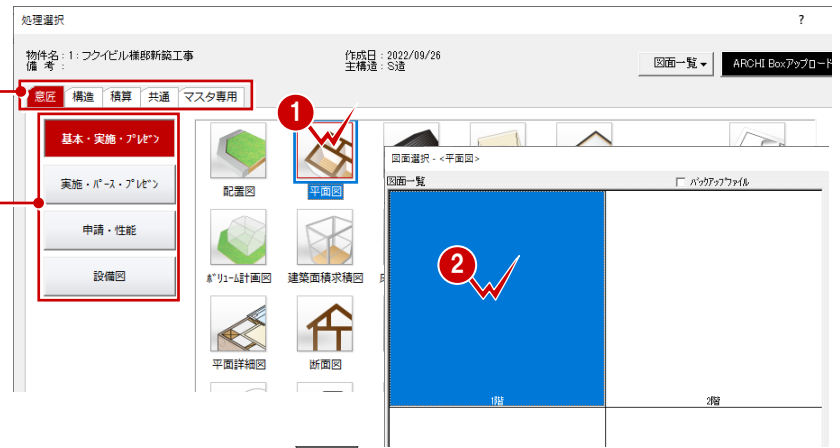 処理選択 ?
物件名：1：フクイビル様邸新築工事 作成日：2022/09/26
備 考： 主構造：S造
図面一覧 ARCHI Boxアップロード
意匠 構造 積算 共通 マスタ専用
基本・実施・ﾌﾟﾚｾﾞﾝ
実施・ﾊﾟｰｽ・ﾌﾟﾚｾﾞﾝ
申請・性能
設備図
1
配置図 平面図
ﾎﾞﾘｭｰﾑ計画図 建築面積求積図
平面詳細図 断面図
図面選択 - <平面図>
図面一覧 ﾊﾞｯｸｱｯﾌﾟﾌｧｲﾙ
2
1階 2階